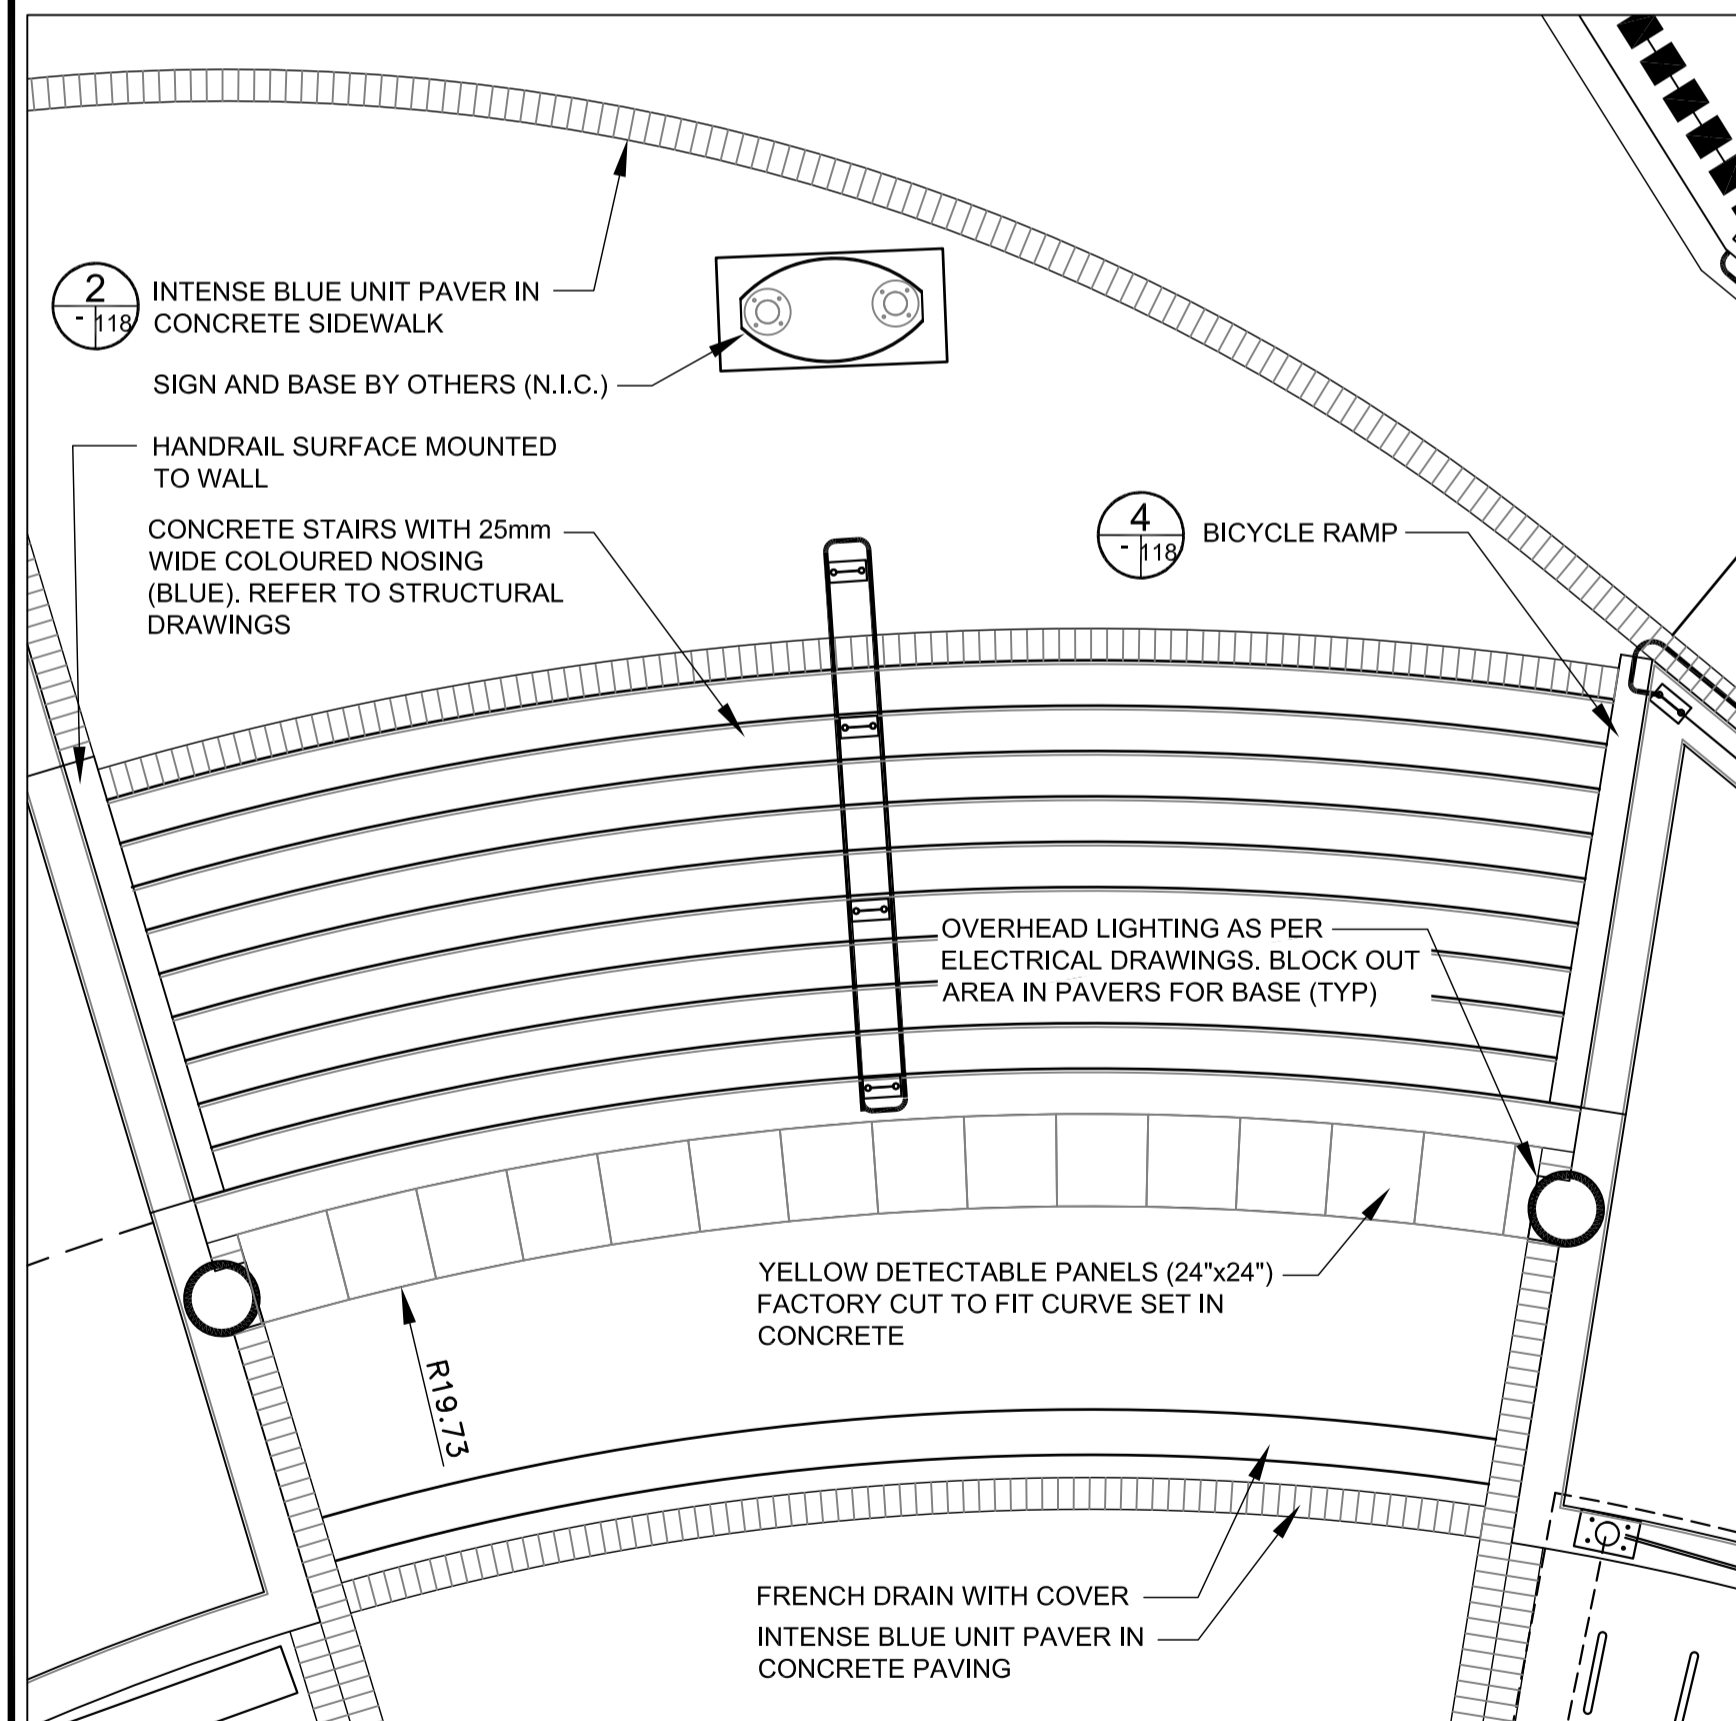 2
- 118
INTENSE BLUE UNIT PAVER IN
CONCRETE SIDEWALK
SIGN AND BASE BY OTHERS (N.I.C.)
HANDRAIL SURFACE MOUNTED
TO WALL
CONCRETE STAIRS WITH 25mm
WIDE COLOURED NOSING
(BLUE). REFER TO STRUCTURAL
DRAWINGS
4
- 118
BICYCLE RAMP
OVERHEAD LIGHTING AS PER
ELECTRICAL DRAWINGS. BLOCK OUT
AREA IN PAVERS FOR BASE (TYP)
YELLOW DETECTABLE PANELS (24"x24")
FACTORY CUT TO FIT CURVE SET IN
CONCRETE
R19.73
FRENCH DRAIN WITH COVER
INTENSE BLUE UNIT PAVER IN
CONCRETE PAVING